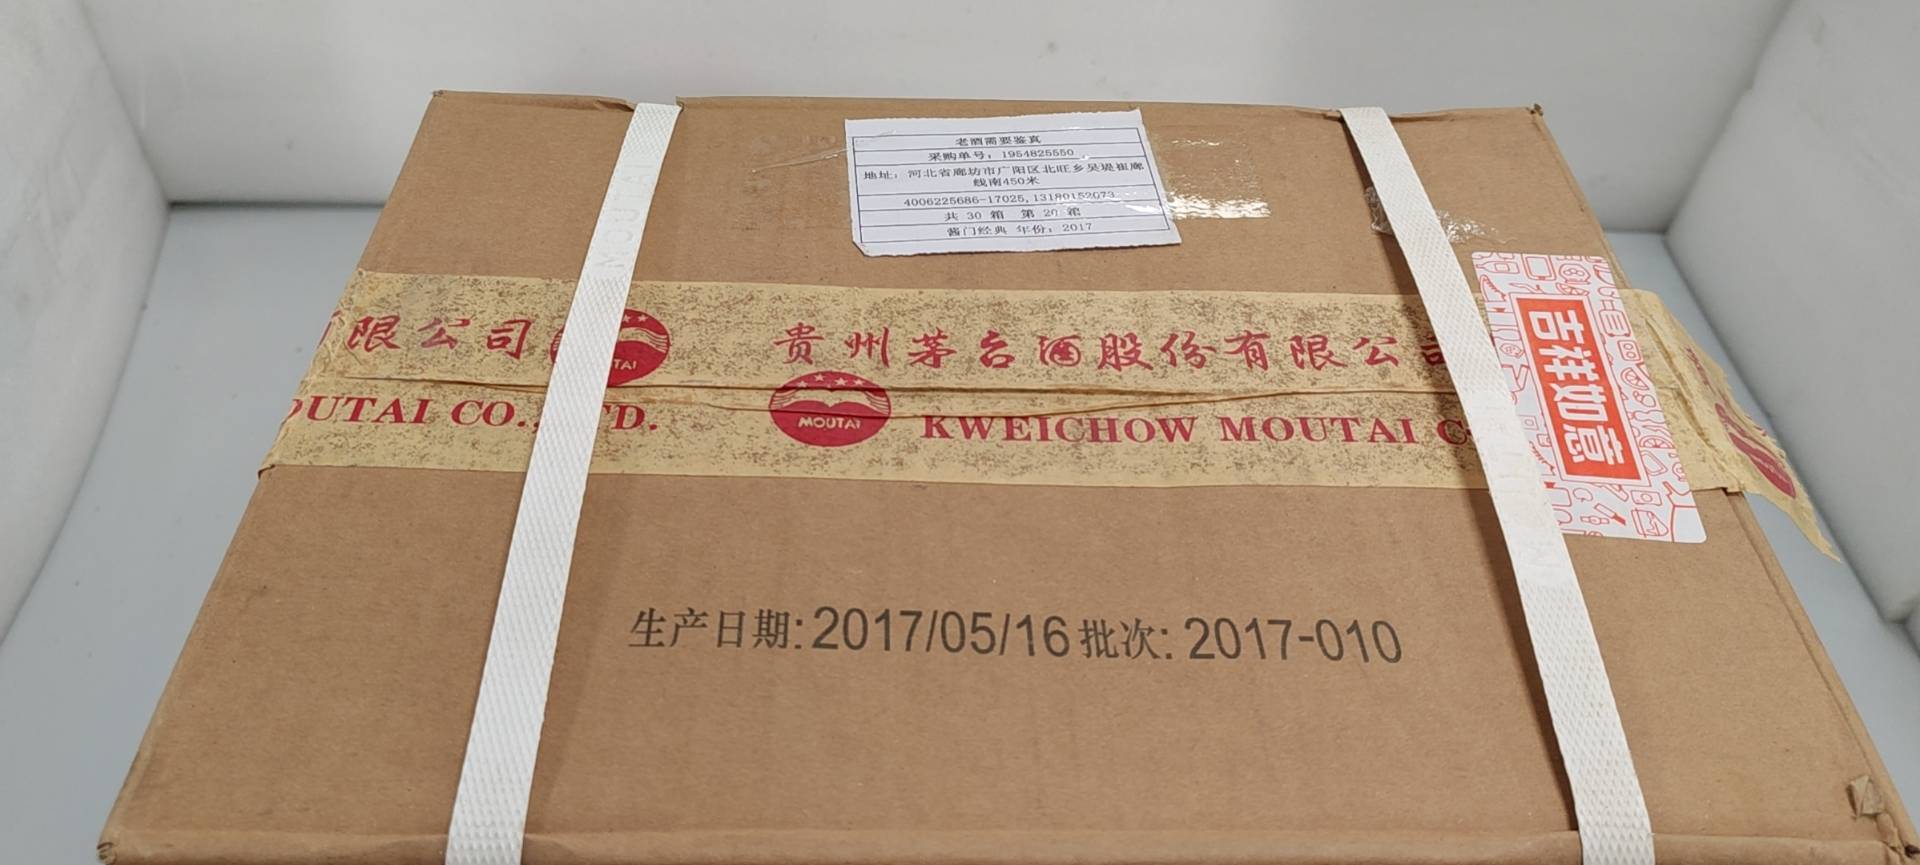 老酒需要鉴真
采购单号：1954825550
地址：河北省廊坊市广阳区北旺乡吴堤崔廊
线南450米
4006225686-17025,13180152073
共 30 箱 第 20 箱
酱门经典 年份：2017
有限公司 贵州茅台酒股份有限公司
OUTAI CO., LTD. MOUTAI KWEICHOW MOUTAI C
TAI
MOUTAI
吉祥如意
生产日期:2017/05/16 批次: 2017-010